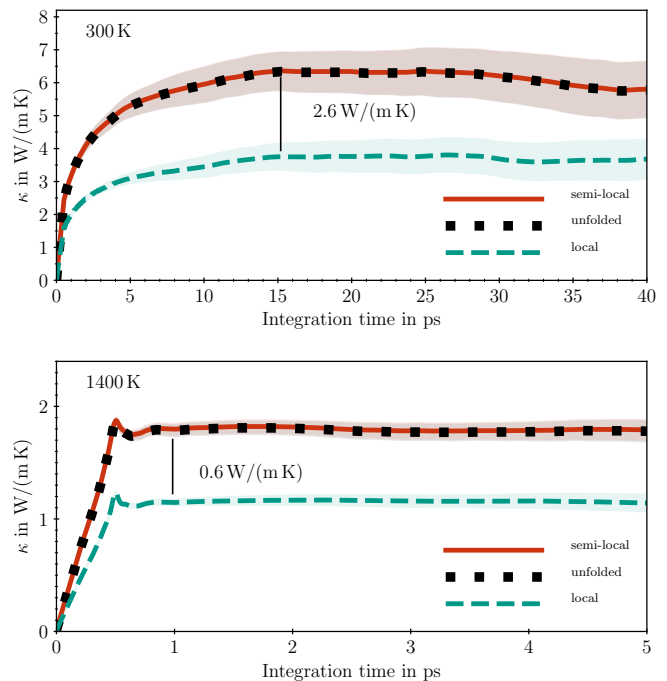 300 K
8
7
6
5
4
3
2
1
0
κ in W/(m K)
2.6 W/(m K)
semi-local
unfolded
local
0 5 10 15 20 25 30 35 40
Integration time in ps
1400 K
2
1
0
κ in W/(m K)
0.6 W/(m K)
semi-local
unfolded
local
0 1 2 3 4 5
Integration time in ps